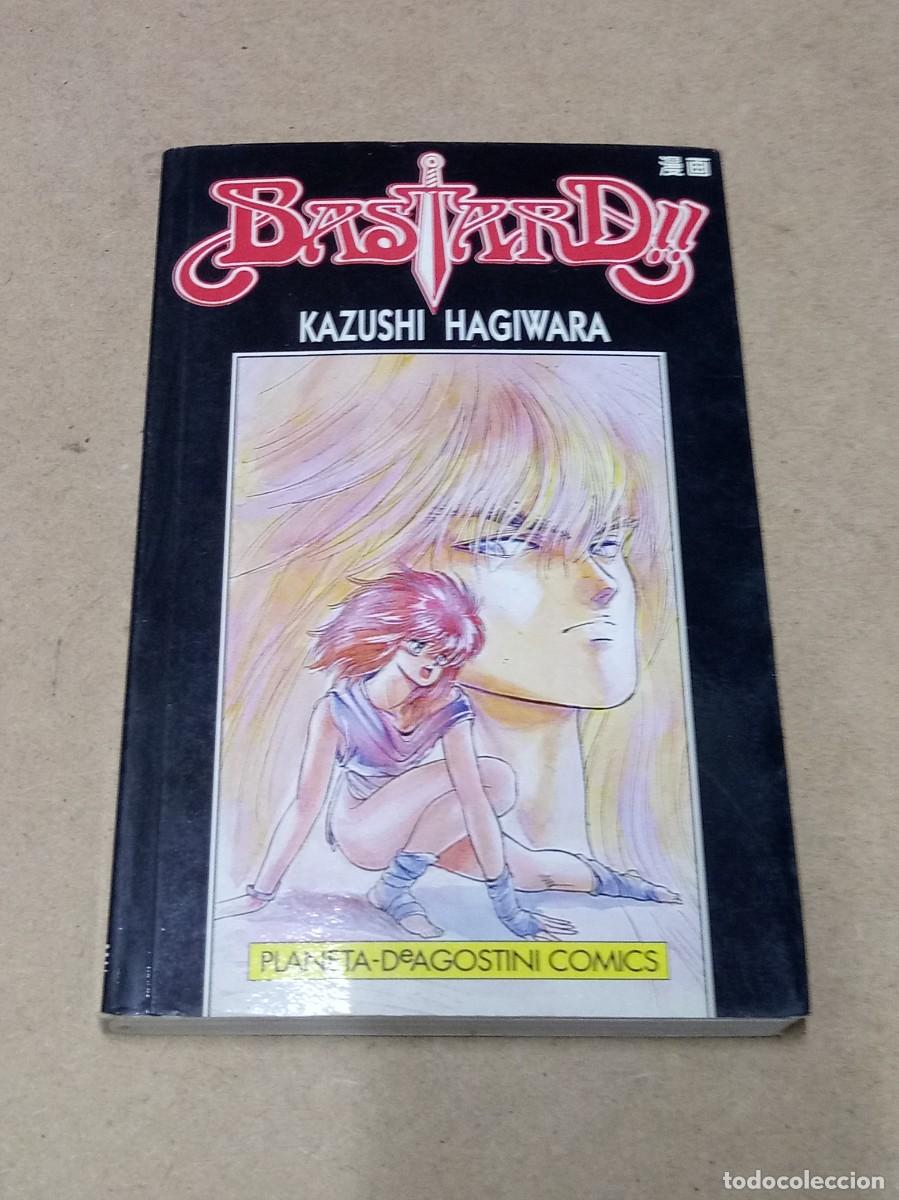 漫画
BASTARD!!
KAZUSHI HAGIWARA
PLANETA-DeAGOSTINI COMICS
todocoleccion